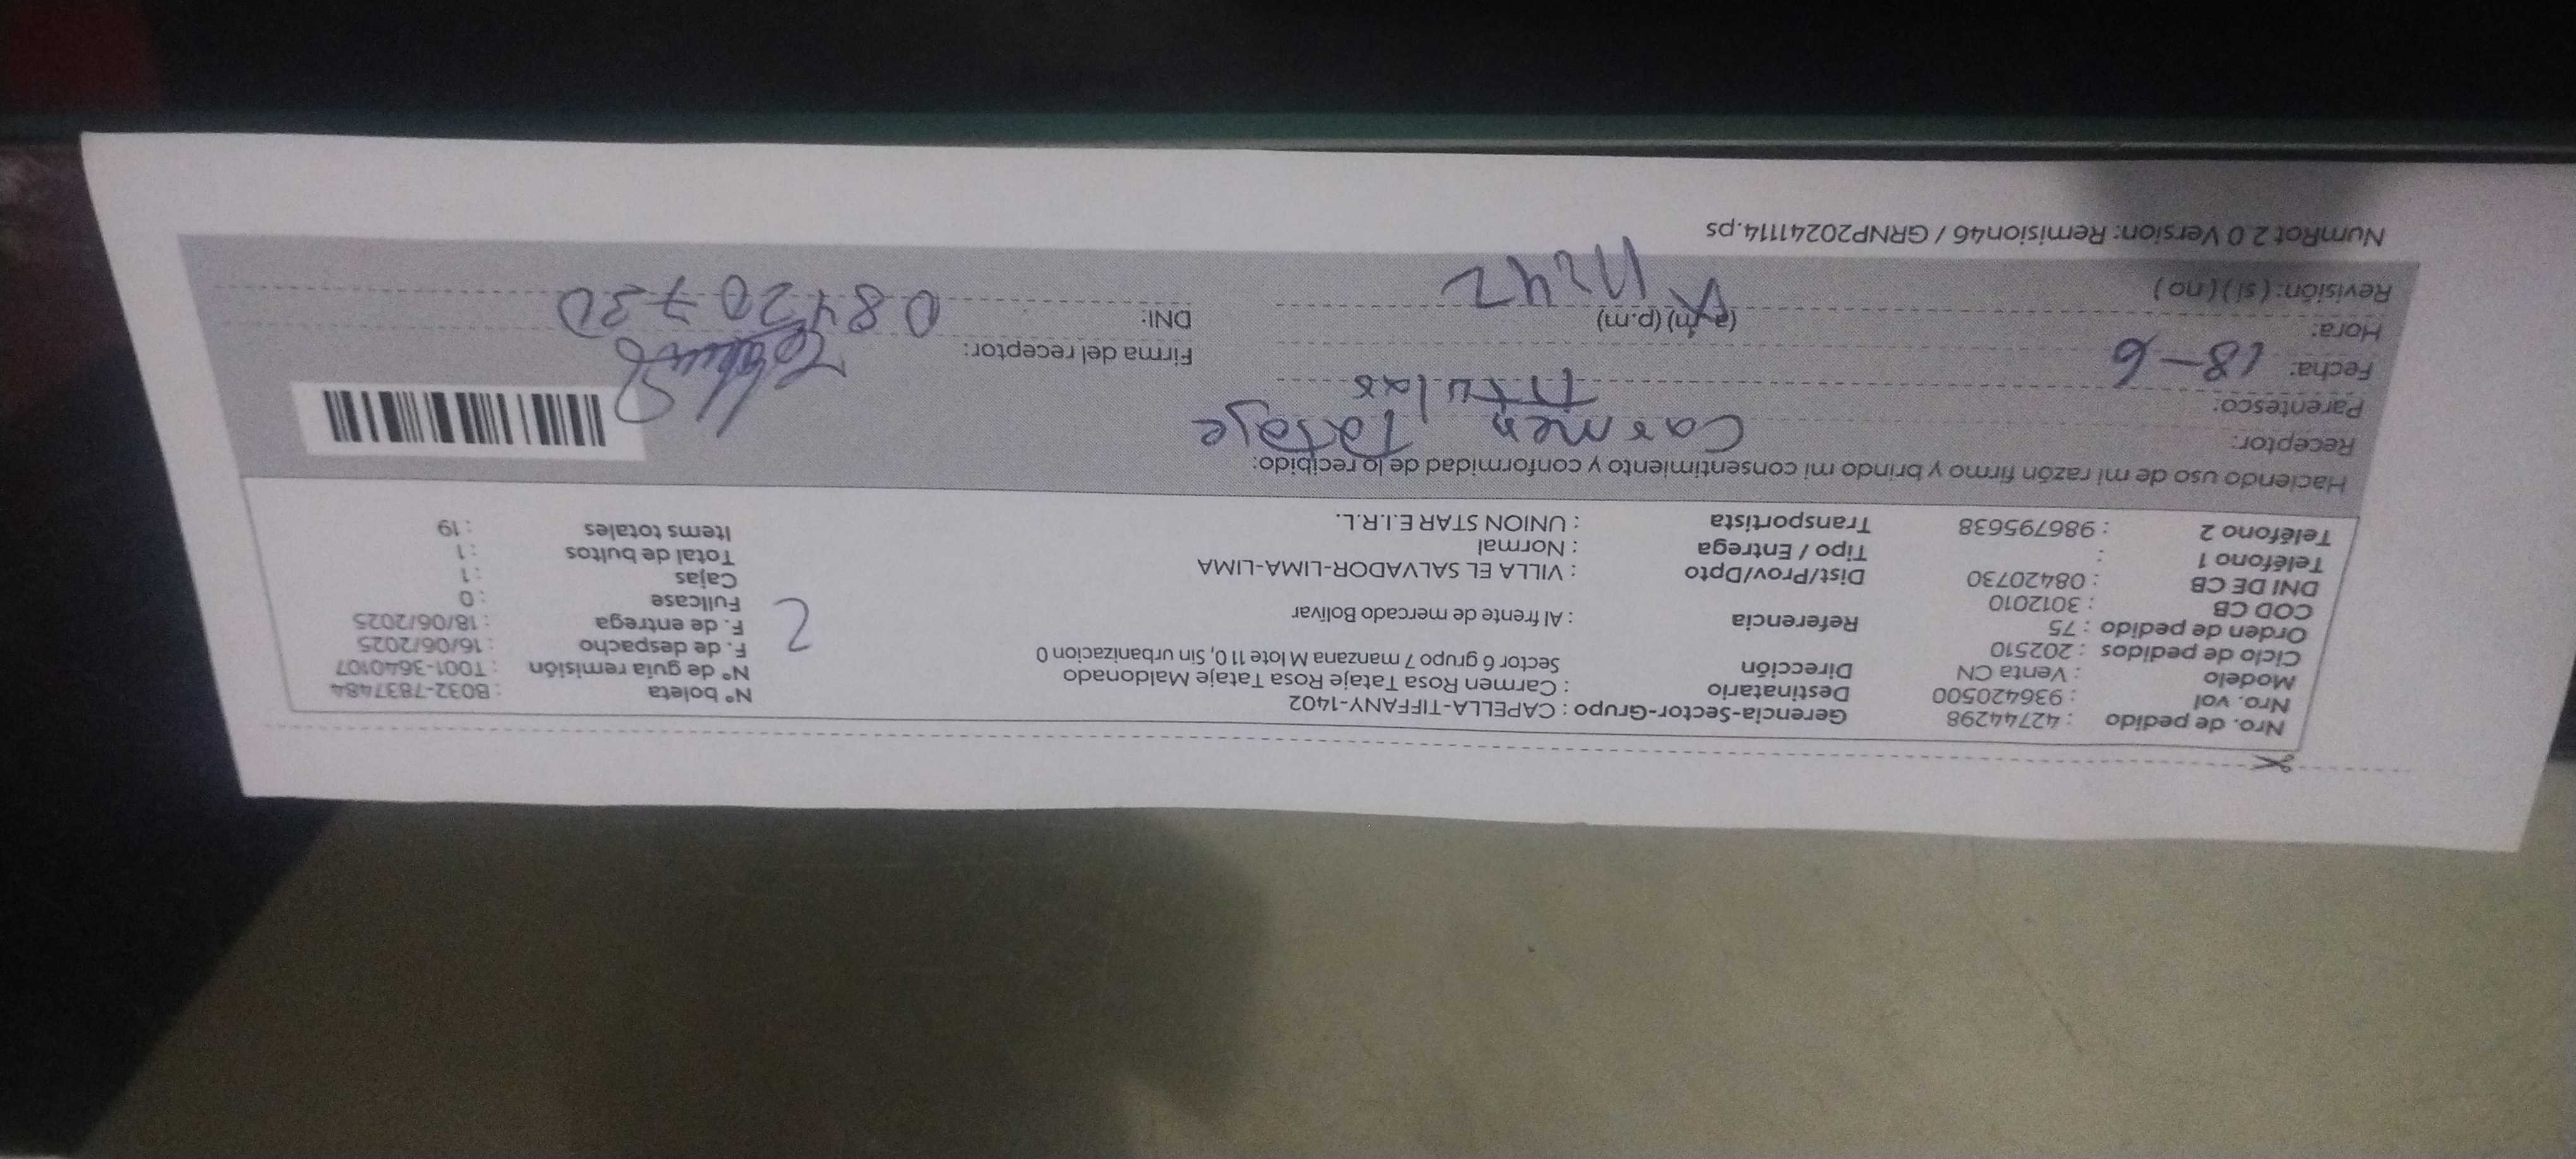 Nro. de pedido : 42744298
Nro. vol : 936420500
Modelo : Venta CN
Ciclo de pedidos : 202510
Orden de pedido : 75
COD CB : 3012010
DNI DE CB : 08420730
Teléfono 1 :
Teléfono 2 : 986795638
Gerencia-Sector-Grupo : CAPELLA-TIFFANY-1402
Destinatario : Carmen Rosa Tataje Rosa Tataje Maldonado
Dirección Sector 6 grupo 7 manzana M lote 11 0, Sin urbanizacion 0
Referencia : Al frente de mercado Bolivar
Dist/Prov/Dpto : VILLA EL SALVADOR-LIMA-LIMA
Tipo / Entrega : Normal
Transportista : UNION STAR E.I.R.L.
N° boleta : B032-7837484
N° de guia remisión : T001-3640107
F. de despacho : 16/06/2025
F. de entrega : 18/06/2025
Fullcase : 0
Cajas : 1
Total de bultos : 1
Items totales : 19
2
Haciendo uso de mi razón firmo y brindo mi consentimiento y conformidad de lo recibido:
Receptor: Carmen Tataje
Parentesco: Titular
Fecha: 18-6
Hora: (a.m) (p.m) 11:42
Revisión: ( si ) ( no )
Firma del receptor:
DNI: 08420730
NumRot 2.0 Version: Remision46 / GRNP20241114.ps